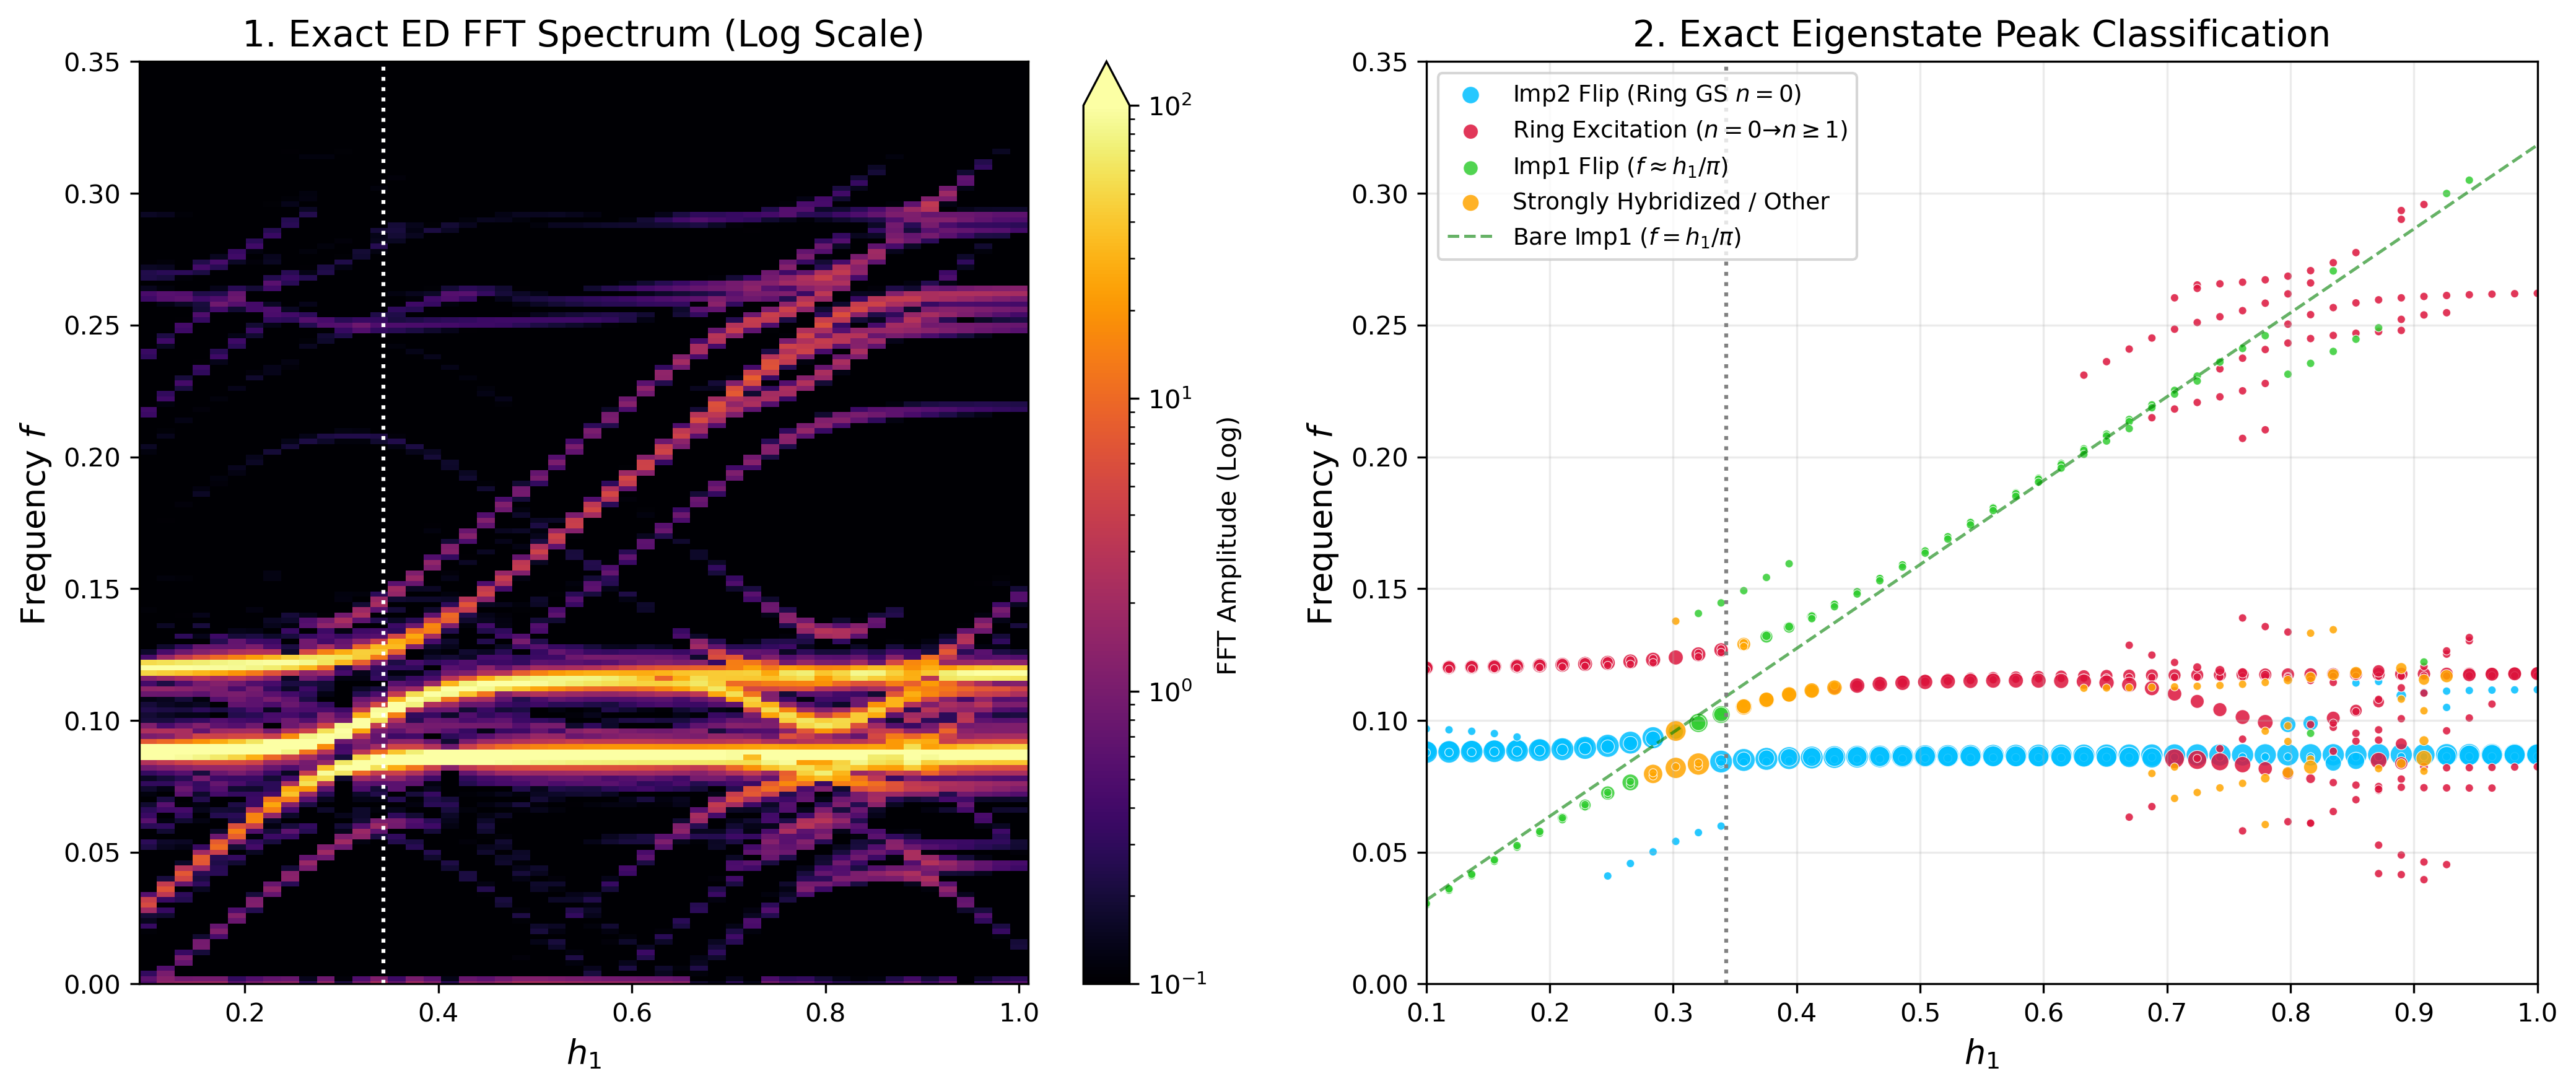 1. Exact ED FFT Spectrum (Log Scale)
Frequency f
0.35
0.30
0.25
0.20
0.15
0.10
0.05
0.00
0.2
0.4
0.6
0.8
1.0
h₁
10²
10¹
10⁰
10⁻¹
FFT Amplitude (Log)
2. Exact Eigenstate Peak Classification
Frequency f
0.35
0.30
0.25
0.20
0.15
0.10
0.05
0.00
Imp2 Flip (Ring GS n = 0)
Ring Excitation (n = 0→n ≥ 1)
Imp1 Flip (f ≈ h₁/π)
Strongly Hybridized / Other
Bare Imp1 (f = h₁/π)
0.1
0.2
0.3
0.4
0.5
0.6
0.7
0.8
0.9
1.0
h₁